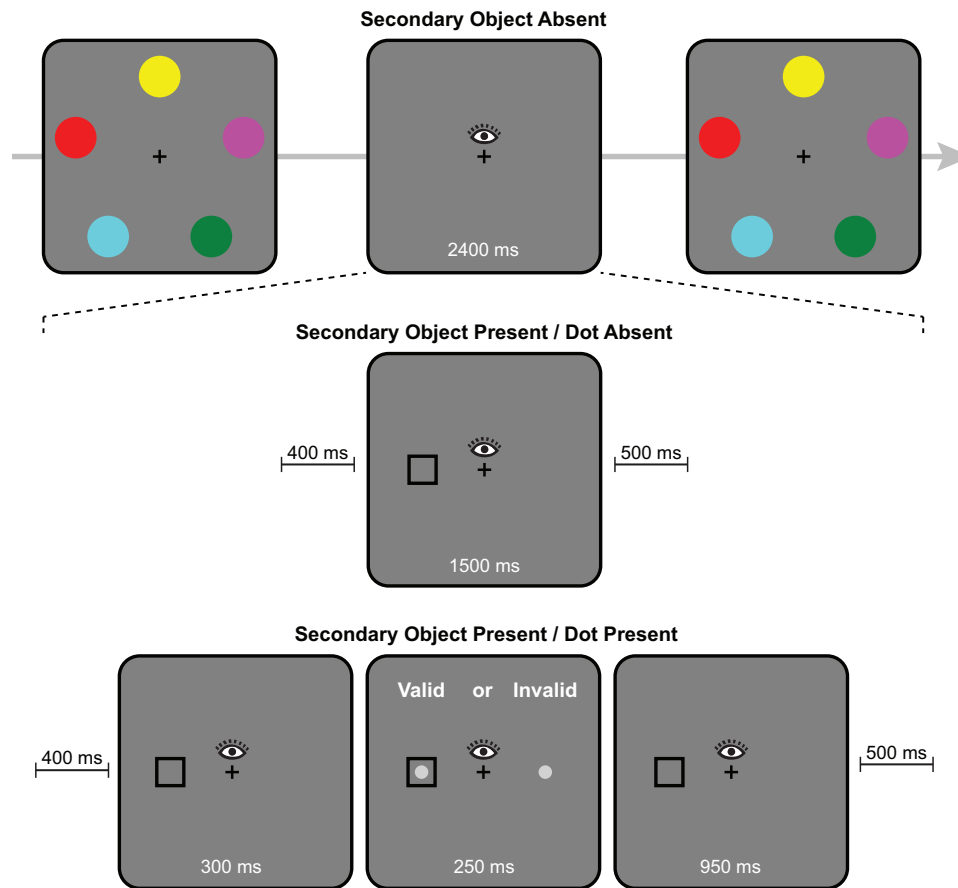 Secondary Object Absent
2400 ms
Secondary Object Present / Dot Absent
400 ms
500 ms
1500 ms
Secondary Object Present / Dot Present
Valid or Invalid
400 ms
500 ms
300 ms
250 ms
950 ms